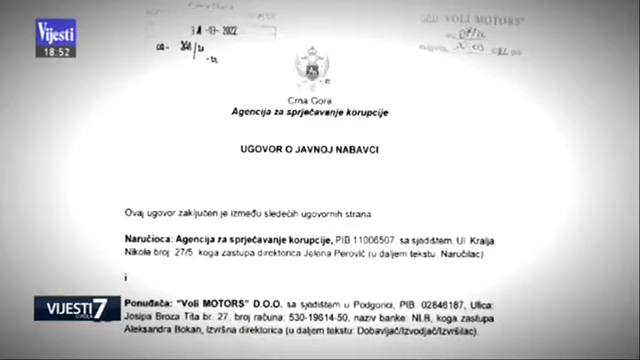 Vijesti
18:52
31-03-2022
"VOLI MOTORS"
Crna Gora
Agencija za sprječavanje korupcije
UGOVOR O JAVNOJ NABAVCI
Ovaj ugovor zaključen je između sledećih ugovornih strana
Naručioca: Agencija za sprječavanje korupcije, PIB 11006507, sa sjedištem. Ul Kralja
Nikole broj 27/5 koga zastupa direktorica Jelena Perović (u daljem tekstu. Naručilac)
i
Ponuđača: "Voli MOTORS" D.O.O. sa sjedištem u Podgorici, PIB. 02846187, Ulica:
Josipa Broza Tita br. 27, broj računa: 530-19614-50, naziv banke: NLB, koga zastupa
Aleksandra Bokan, Izvršna direktorica (u daljem tekstu: Dobavljač/Izvođač/Izvršilac).
VIJESTI U POLA 7